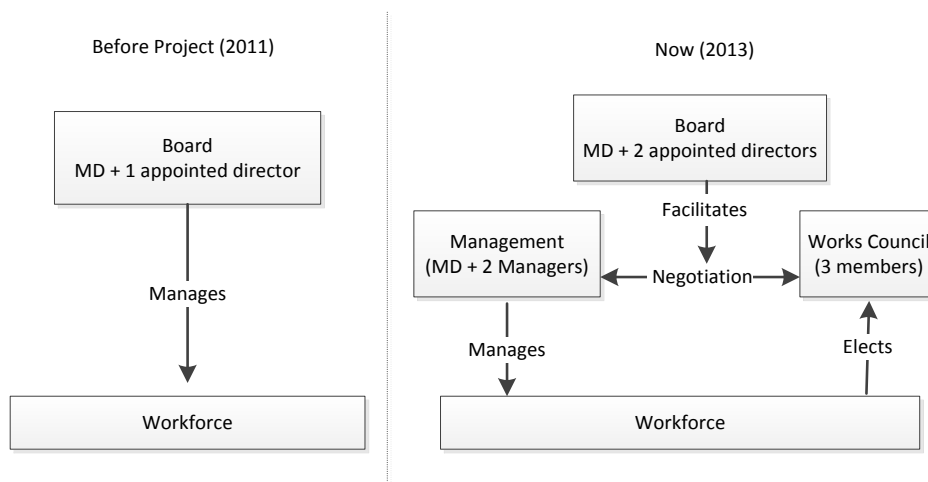 Before Project (2011)
Board
MD + 1 appointed director
Manages
Workforce
Now (2013)
Board
MD + 2 appointed directors
Facilitates
Management
(MD + 2 Managers)
Negotiation
Works Council
(3 members)
Manages
Elects
Workforce